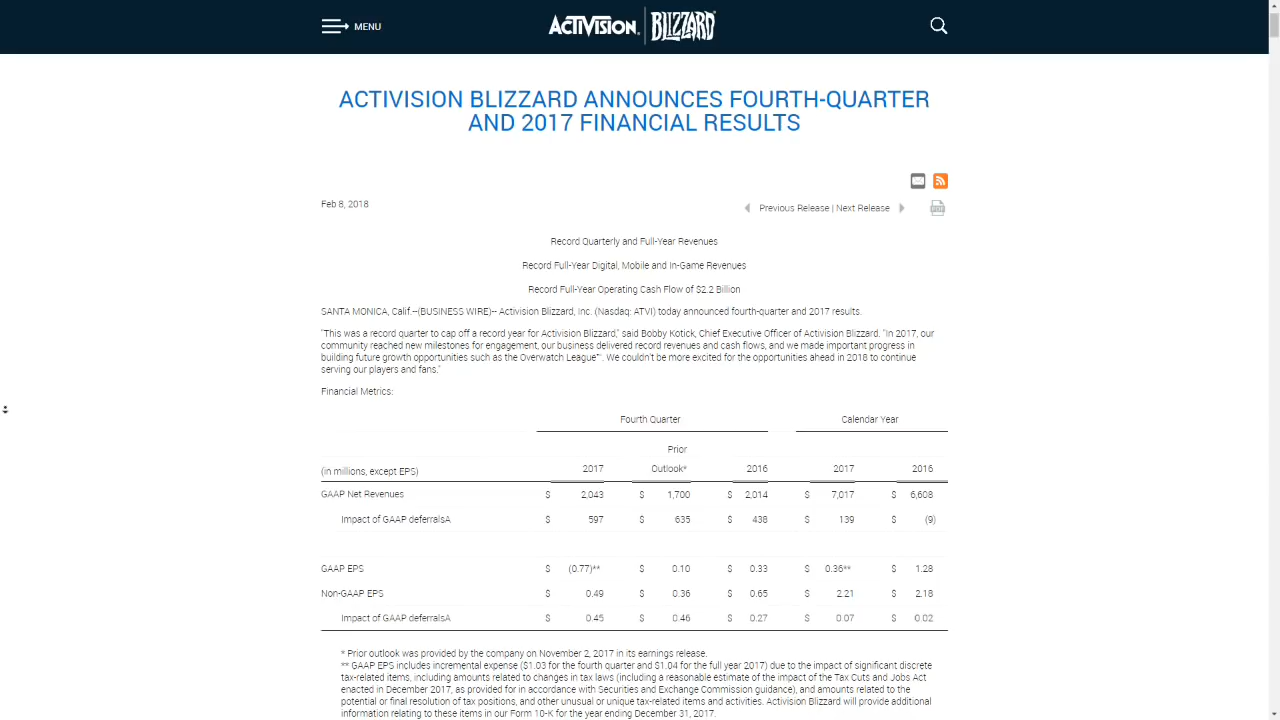 MENU
ACTIVISION BLIZZARD
ACTIVISION BLIZZARD ANNOUNCES FOURTH-QUARTER
AND 2017 FINANCIAL RESULTS
Feb 8, 2018
Previous Release | Next Release
PDF
Record Quarterly and Full-Year Revenues
Record Full-Year Digital, Mobile and In-Game Revenues
Record Full-Year Operating Cash Flow of $2.2 Billion
SANTA MONICA, Calif.--(BUSINESS WIRE)-- Activision Blizzard, Inc. (Nasdaq: ATVI) today announced fourth-quarter and 2017 results.
"This was a record quarter to cap off a record year for Activision Blizzard," said Bobby Kotick, Chief Executive Officer of Activision Blizzard. "In 2017, our
community reached new milestones for engagement, our business delivered record revenues and cash flows, and we made important progress in
building future growth opportunities such as the Overwatch League™. We couldn't be more excited for the opportunities ahead in 2018 to continue
serving our players and fans."
Financial Metrics:
Fourth Quarter Calendar Year
Prior
(in millions, except EPS) 2017 Outlook* 2016 2017 2016
GAAP Net Revenues $ 2,043 $ 1,700 $ 2,014 $ 7,017 $ 6,608
Impact of GAAP deferralsA $ 597 $ 635 $ 438 $ 139 $ (9)
GAAP EPS $ (0.77)** $ 0.10 $ 0.33 $ 0.36** $ 1.28
Non-GAAP EPS $ 0.49 $ 0.36 $ 0.65 $ 2.21 $ 2.18
Impact of GAAP deferralsA $ 0.45 $ 0.46 $ 0.27 $ 0.07 $ 0.02
* Prior outlook was provided by the company on November 2, 2017 in its earnings release.
** GAAP EPS includes incremental expense ($1.03 for the fourth quarter and $1.04 for the full year 2017) due to the impact of significant discrete
tax-related items, including amounts related to changes in tax laws (including a reasonable estimate of the impact of the Tax Cuts and Jobs Act
enacted in December 2017, as provided for in accordance with Securities and Exchange Commission guidance), and amounts related to the
potential or final resolution of tax positions, and other unusual or unique tax-related items and activities. Activision Blizzard will provide additional
information relating to these items in our Form 10-K for the year ending December 31, 2017.